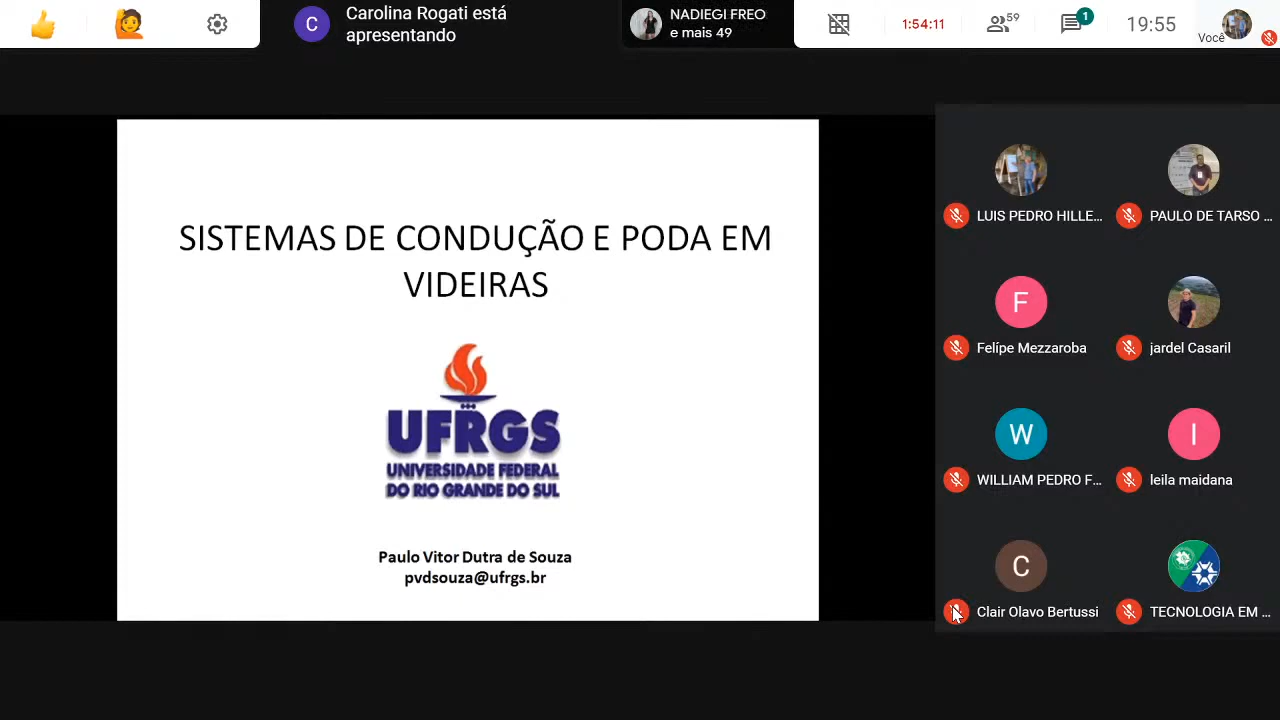 C
Carolina Rogati está
apresentando
NADIEGI FREO
e mais 49
1:54:11
59
1
19:55
Você
SISTEMAS DE CONDUÇÃO E PODA EM
VIDEIRAS
UFRGS
UNIVERSIDADE FEDERAL
DO RIO GRANDE DO SUL
Paulo Vitor Dutra de Souza
pvdsouza@ufrgs.br
LUIS PEDRO HILLE...
PAULO DE TARSO ...
F
Felípe Mezzaroba
jardel Casaril
W
WILLIAM PEDRO F...
l
leila maidana
C
Clair Olavo Bertussi
TECNOLOGIA EM ...